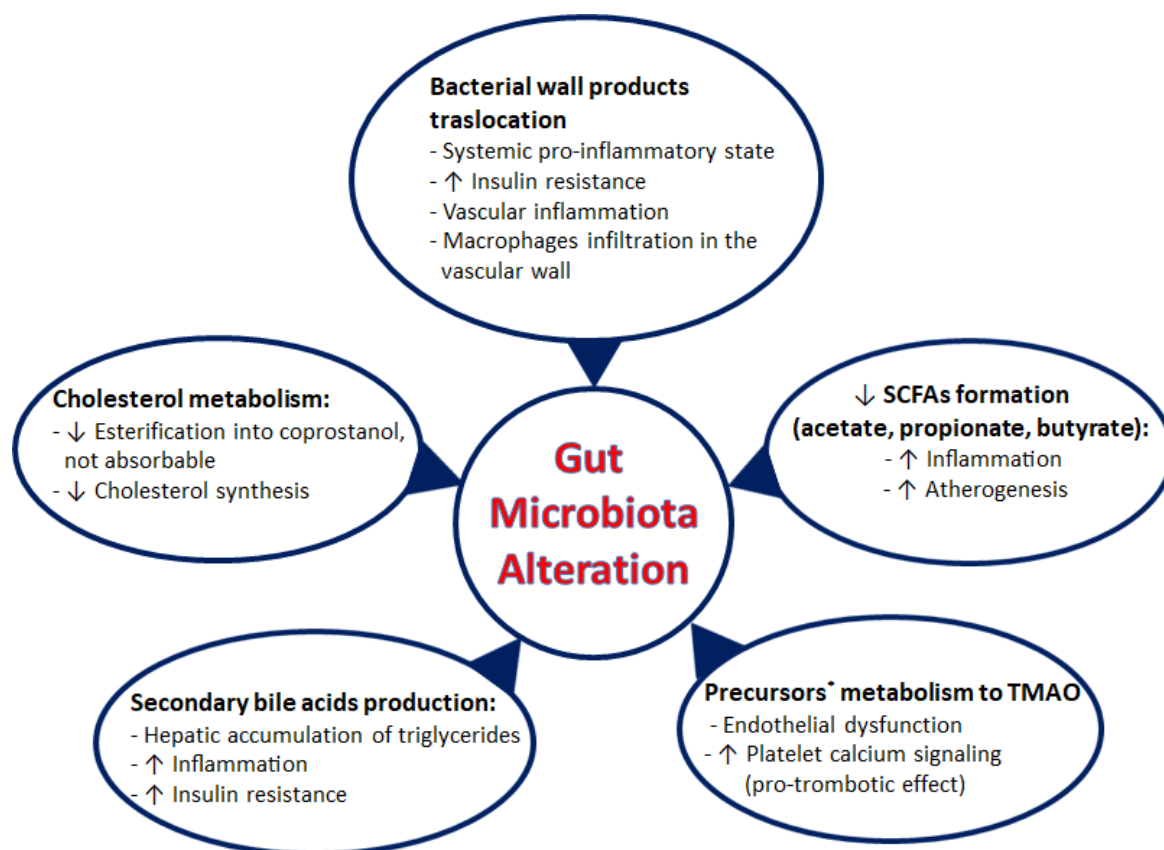 Bacterial wall products
traslocation
- Systemic pro-inflammatory state
- ↑ Insulin resistance
- Vascular inflammation
- Macrophages infiltration in the
vascular wall
Cholesterol metabolism:
- ↓ Esterification into coprostanol,
not absorbable
- ↓ Cholesterol synthesis
↓ SCFAs formation
(acetate, propionate, butyrate):
- ↑ Inflammation
- ↑ Atherogenesis
Gut
Microbiota
Alteration
Secondary bile acids production:
- Hepatic accumulation of triglycerides
- ↑ Inflammation
- ↑ Insulin resistance
Precursors* metabolism to TMAO
- Endothelial dysfunction
- ↑ Platelet calcium signaling
(pro-trombotic effect)